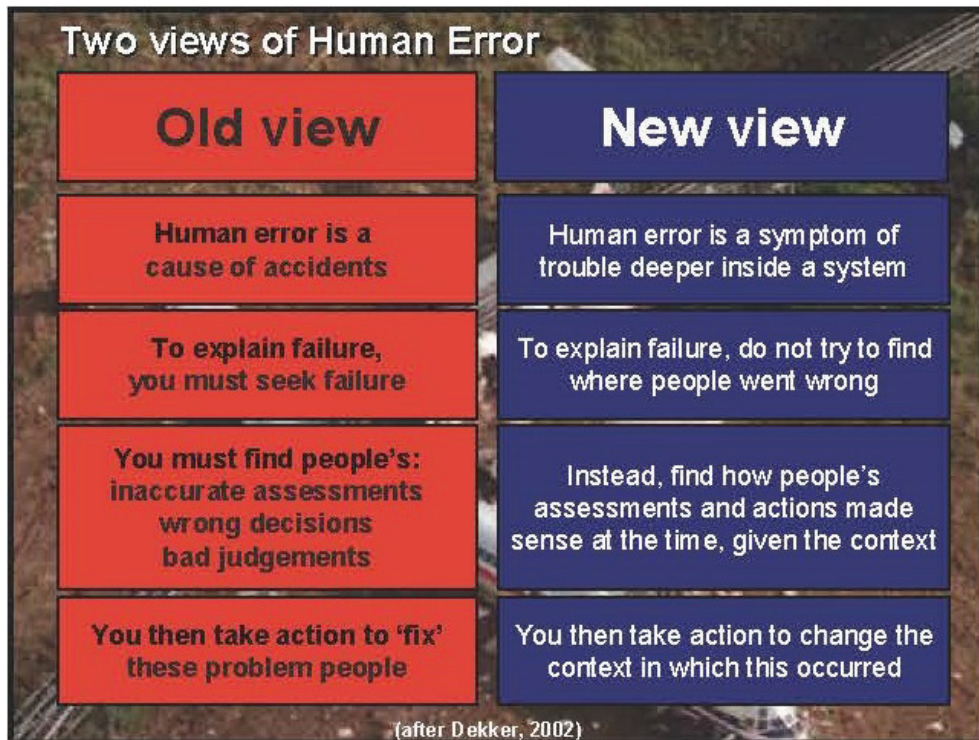 Two views of Human Error
Old view
New view
Human error is a
cause of accidents
Human error is a symptom of
trouble deeper inside a system
To explain failure,
you must seek failure
To explain failure, do not try to find
where people went wrong
You must find people's:
inaccurate assessments
wrong decisions
bad judgements
Instead, find how people's
assessments and actions made
sense at the time, given the context
You then take action to ‘fix’
these problem people
You then take action to change the
context in which this occurred
(after Dekker, 2002)